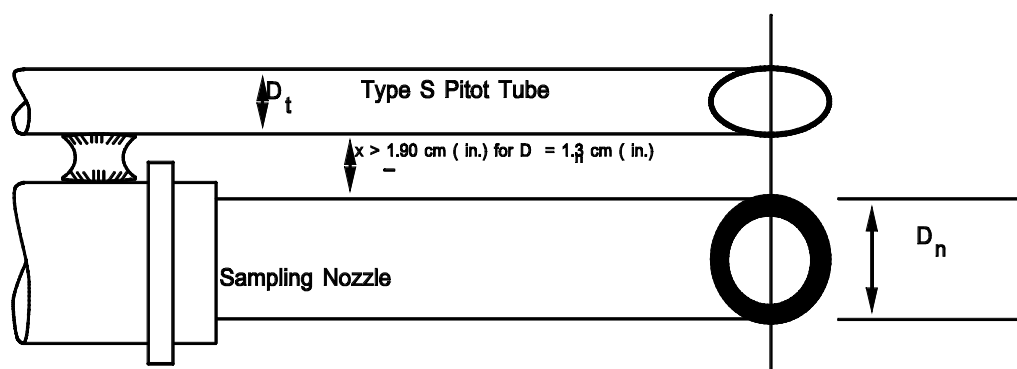 D
t
Type S Pitot Tube
x > 1.90 cm ( in.) for D = 1.3 cm ( in.)
n
Sampling Nozzle
D
n